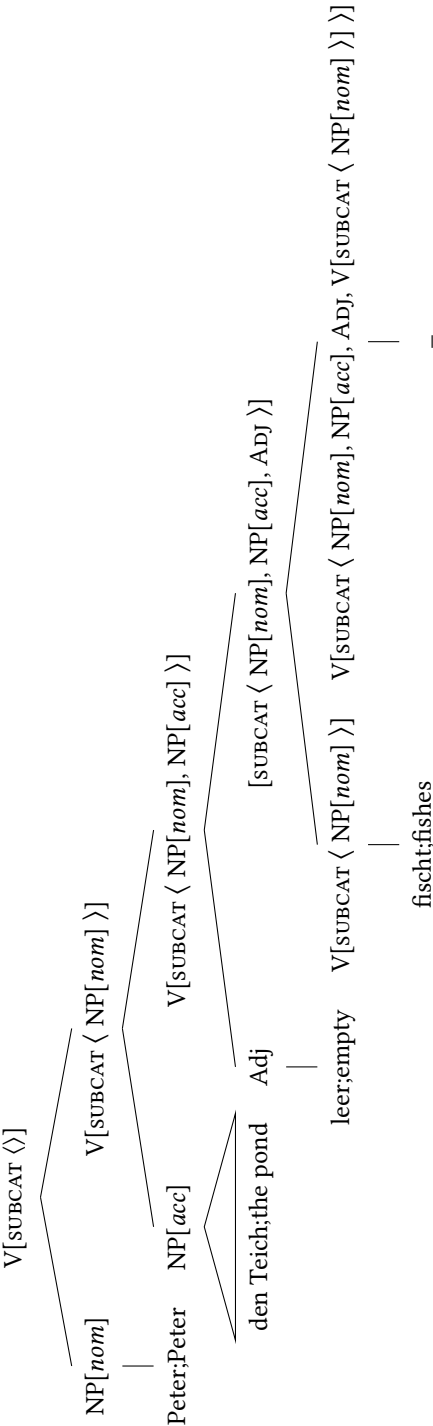 V[SUBCAT ⟨⟩]
NP[nom] V[SUBCAT ⟨ NP[nom] ⟩]
Peter;Peter NP[acc] V[SUBCAT ⟨ NP[nom], NP[acc] ⟩]
den Teich;the pond Adj [SUBCAT ⟨ NP[nom], NP[acc], ADJ ⟩]
leer;empty V[SUBCAT ⟨ NP[nom] ⟩] V[SUBCAT ⟨ NP[nom], NP[acc], ADJ, V[SUBCAT ⟨ NP[nom] ⟩] ⟩]
fischt;fishes _